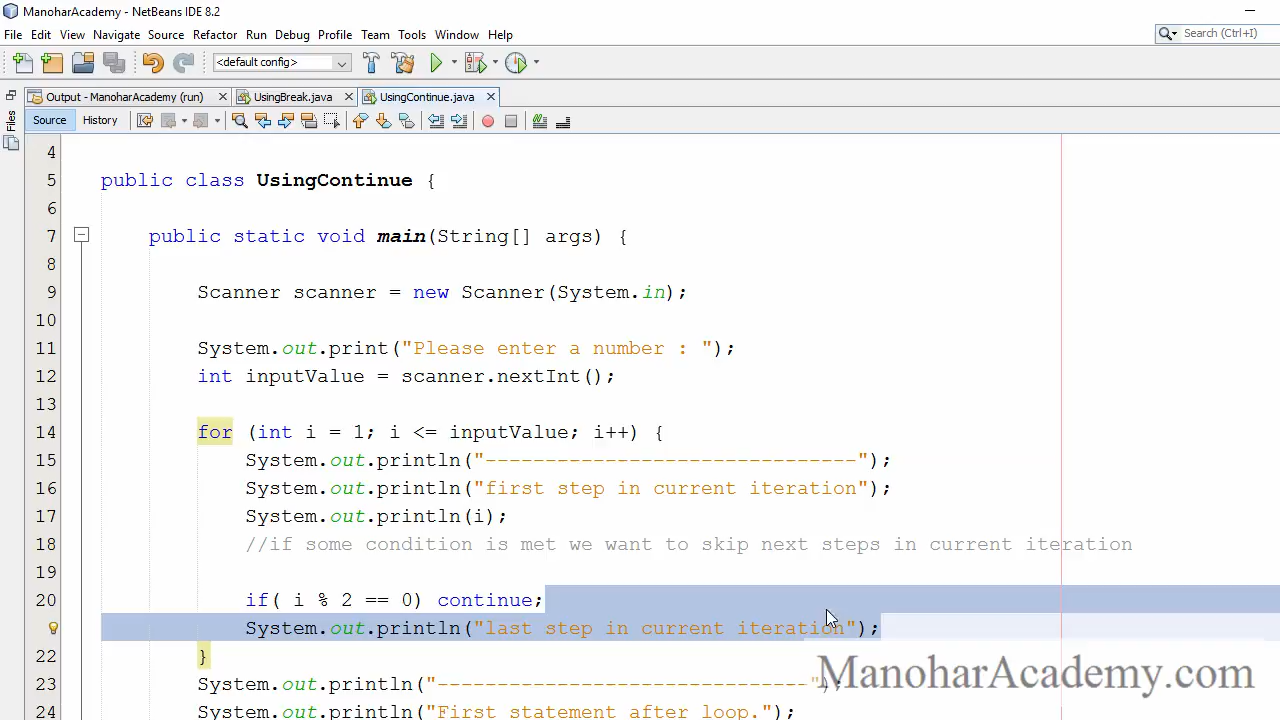 ManoharAcademy - NetBeans IDE 8.2
File Edit View Navigate Source Refactor Run Debug Profile Team Tools Window Help
Search (Ctrl+I)
<default config>
Output - ManoharAcademy (run) UsingBreak.java UsingContinue.java
Files
Source History
4
5 public class UsingContinue {
6
7 public static void main(String[] args) {
8
9 Scanner scanner = new Scanner(System.in);
10
11 System.out.print("Please enter a number : ");
12 int inputValue = scanner.nextInt();
13
14 for (int i = 1; i <= inputValue; i++) {
15 System.out.println("-------------------------------");
16 System.out.println("first step in current iteration");
17 System.out.println(i);
18 //if some condition is met we want to skip next steps in current iteration
19
20 if( i % 2 == 0) continue;
System.out.println("last step in current iteration");
22 }
23 System.out.println("-------------------------------");
24 System.out.println("First statement after loop.");
ManoharAcademy.com